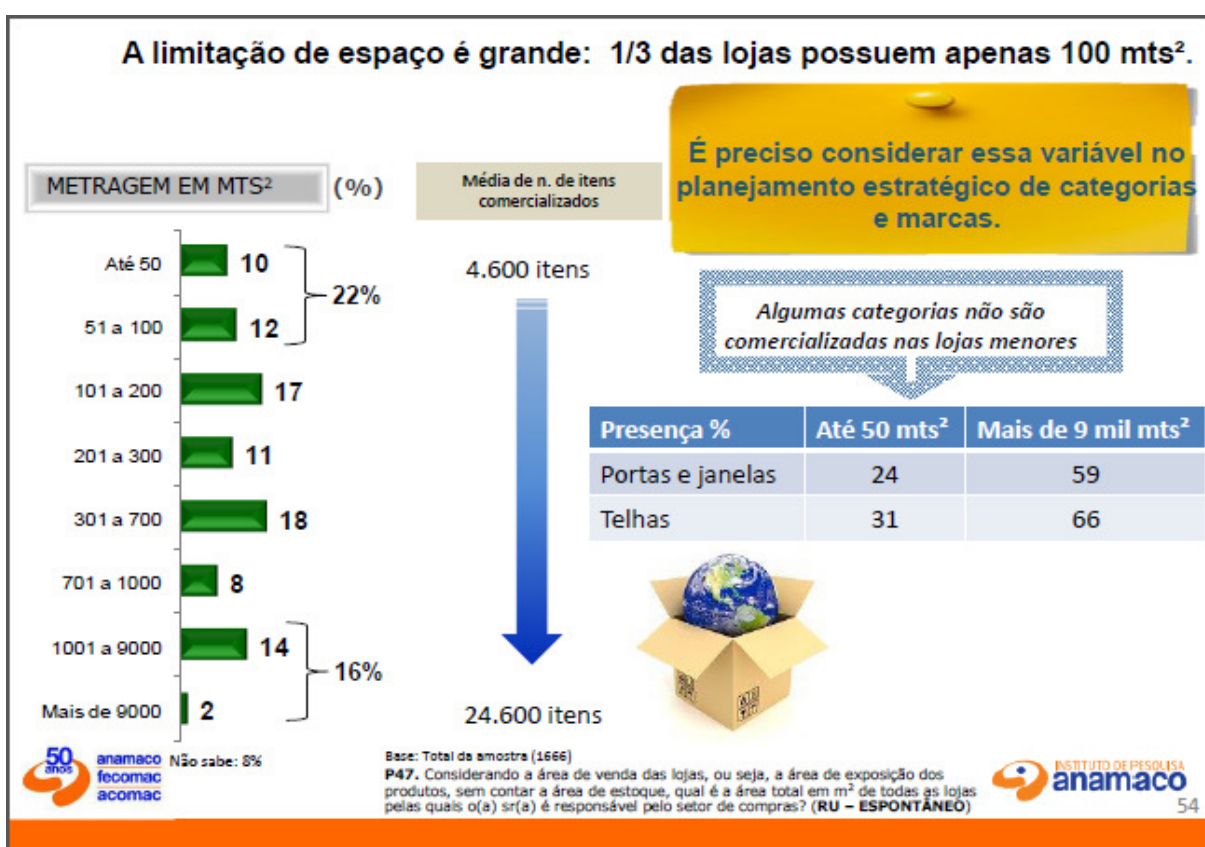 A limitação de espaço é grande: 1/3 das lojas possuem apenas 100 mts².
É preciso considerar essa variável no
planejamento estratégico de categorias
e marcas.
METRAGEM EM MTS² (%)
Média de n. de itens
comercializados
Até 50 10
51 a 100 12
22%
101 a 200 17
201 a 300 11
301 a 700 18
701 a 1000 8
1001 a 9000 14
Mais de 9000 2
16%
Não sabe: 8%
4.600 itens
24.600 itens
Algumas categorias não são
comercializadas nas lojas menores
Presença % Até 50 mts² Mais de 9 mil mts²
Portas e janelas 24 59
Telhas 31 66
50
anos
anamaco
fecomac
acomac
Base: Total da amostra (1666)
P47. Considerando a área de venda das lojas, ou seja, a área de exposição dos
produtos, sem contar a área de estoque, qual é a área total em m² de todas as lojas
pelas quais o(a) sr(a) é responsável pelo setor de compras? (RU – ESPONTÂNEO)
INSTITUTO DE PESQUISA
anamaco
54